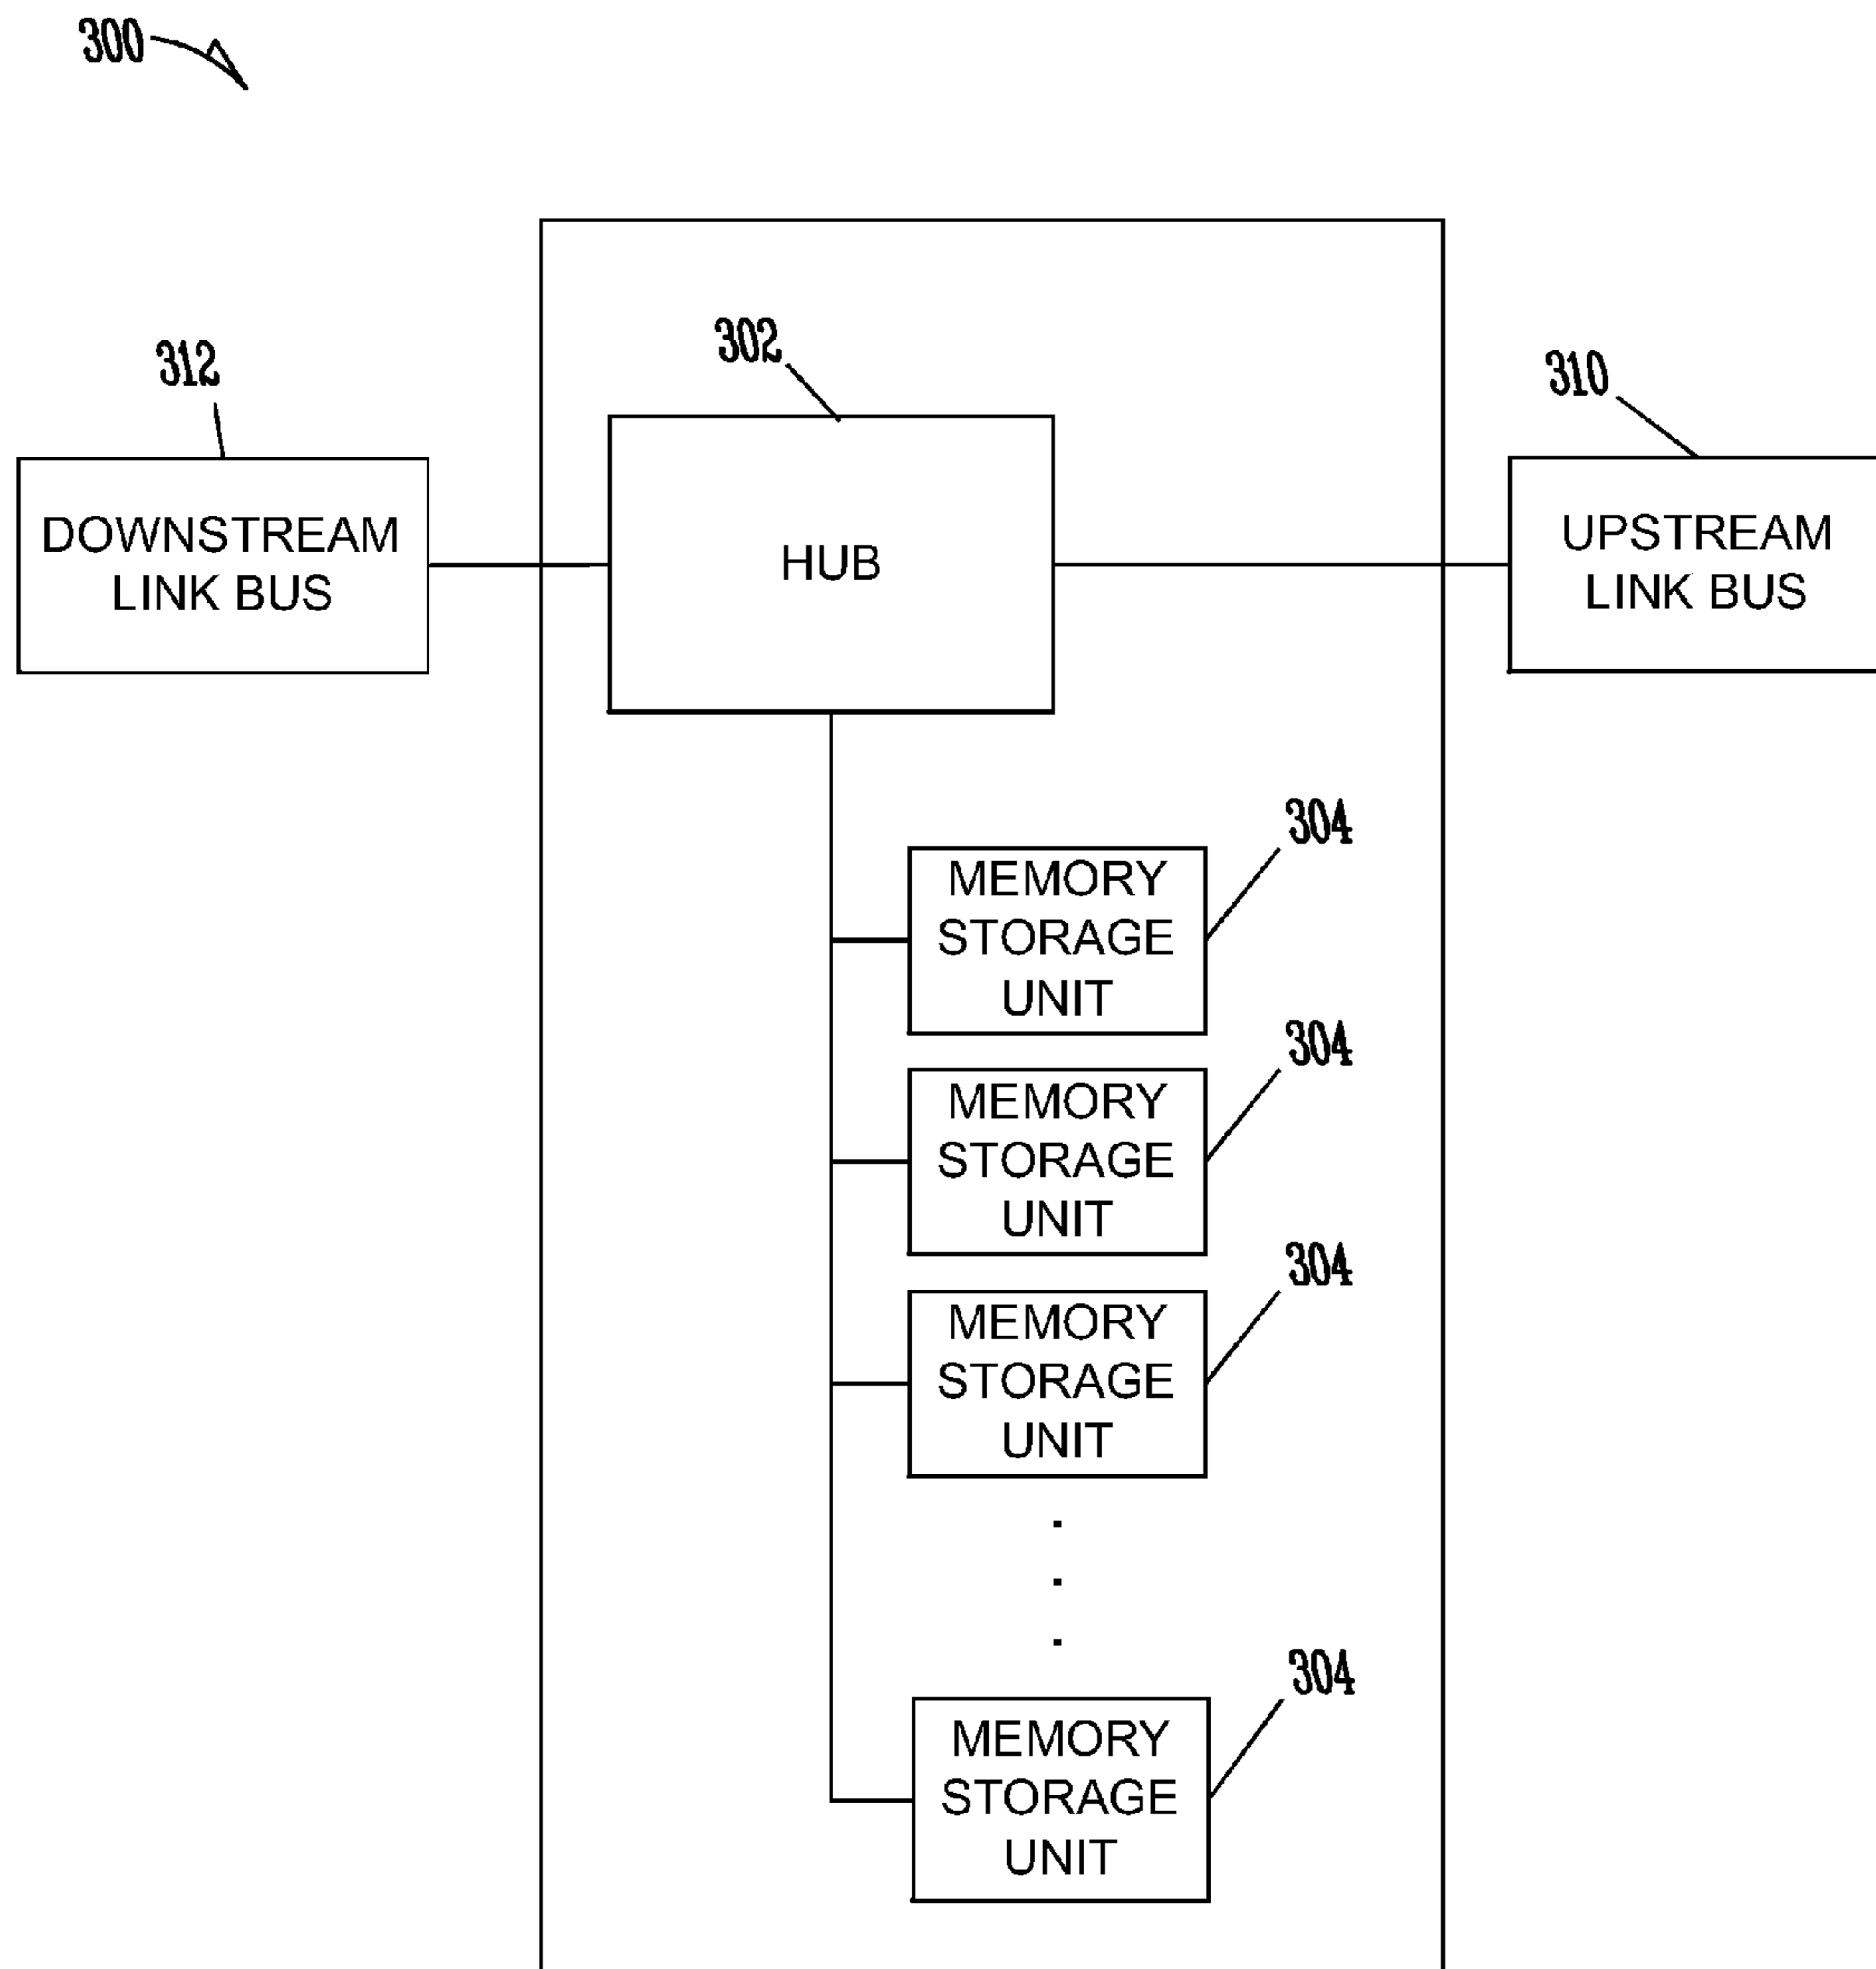 300
302
312
310
DOWNSTREAM
LINK BUS
HUB
UPSTREAM
LINK BUS
304
MEMORY
STORAGE
UNIT
304
MEMORY
STORAGE
UNIT
304
MEMORY
STORAGE
UNIT
304
MEMORY
STORAGE
UNIT